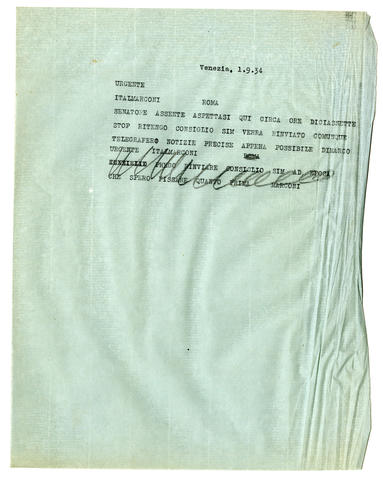 Venezia, 1.9.34
URGENTE
ITALMARCONI ROMA
SENATORE ASSENTE ASPETTASI QUI CIRCA ORE DICIASSETTE
STOP RITENGO CONSIGLIO SIM VERRA RINVIATO COMUNQUE
TELEGRAFERO NOTIZIE PRECISE APPENA POSSIBILE DIMARIO
URGENTE ITALMARCONI ROMA
PREGO RINVIARE CONSIGLIO SIM AD EPOCA
CHE SPERO FISSARE QUANTO PRIMA MARCONI